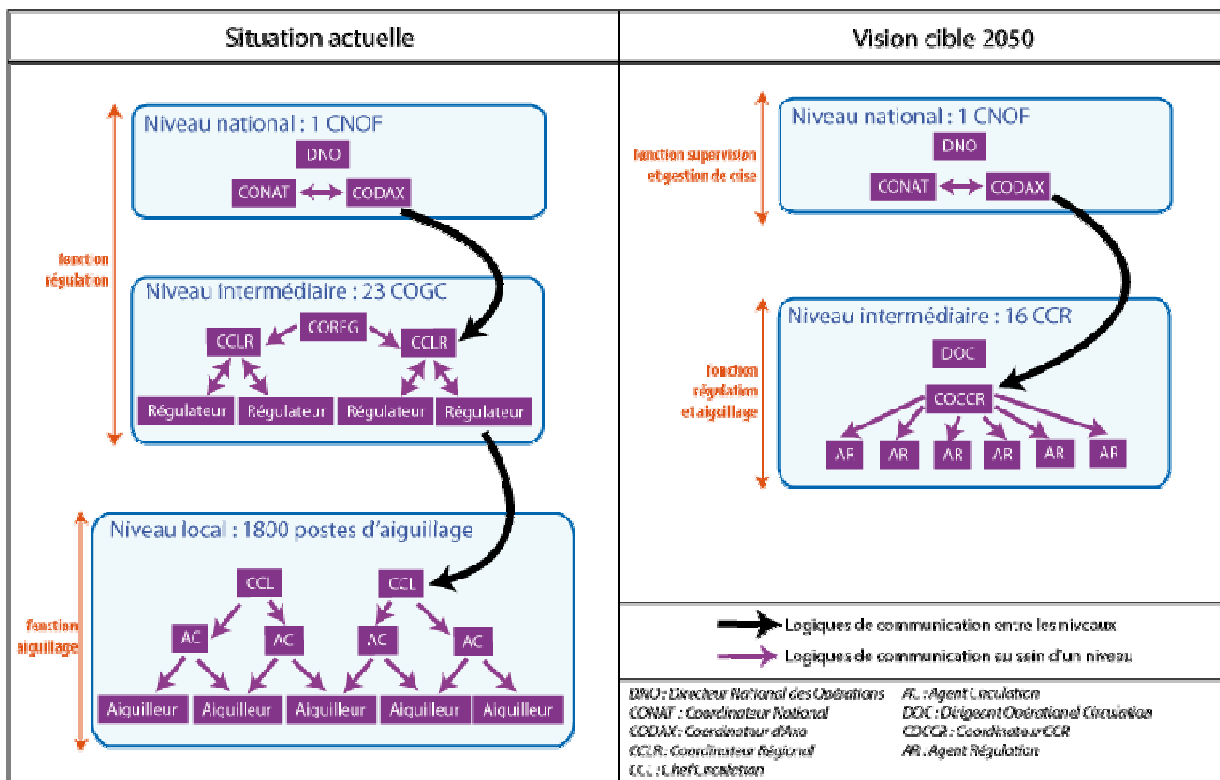 Situation actuelle
Niveau national : 1 CNOF
DNO
CONAT CODAX
fonction
régulation
Niveau intermédiaire : 23 COGC
COREG
CCLR CCLR
Régulateur Régulateur Régulateur Régulateur
Niveau local : 1800 postes d'aiguillage
CCL CCL
fonction
aiguillage
AC AC AC AC
Aiguilleur Aiguilleur Aiguilleur Aiguilleur Aiguilleur
Vision cible 2050
Niveau national : 1 CNOF
fonction supervision
et gestion de crise
DNO
CONAT CODAX
Niveau intermédiaire : 16 CCR
DOC
fonction
régulation
et aiguillage
COCCR
AR AR AR AR AR AR
Logiques de communication entre les niveaux
Logiques de communication au sein d'un niveau
DNO : Directeur National des Opérations
CONAT : Coordinateur National
CODAX : Coordinateur d'Axe
CCLR : Coordinateur Régional
CCL : Chef Circulation
AC : Agent Circulation
DOC : Dirigeant Opérationel Circulation
COCCR : Coordinateur CCR
AR : Agent Régulation